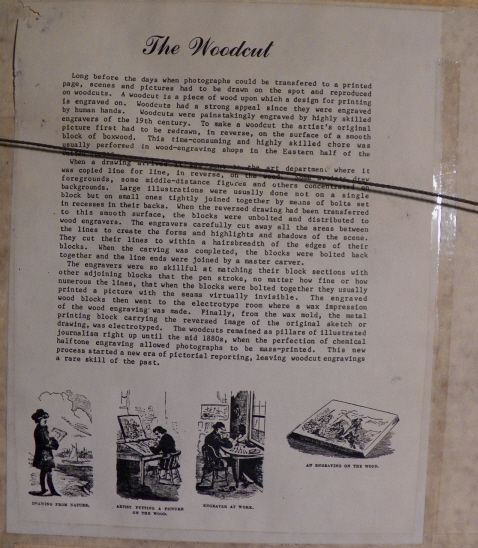 The Woodcut
Long before the days when photographs could be transfered to a printed
page, scenes and pictures had to be drawn on the spot and reproduced
on woodcuts. A woodcut is a piece of wood upon which a design for printing
is engraved on. Woodcuts had a strong appeal since they were engraved
by human hands. Woodcuts were painstakingly engraved by highly skilled
engravers of the 19th century. To make a woodcut the artist's original
picture first had to be redrawn, in reverse, on the surface of a smooth
block of boxwood. This time-consuming and highly skilled chore was
usually performed in wood-engraving shops in the Eastern half of the
When a drawing arrived the art department where it
was copied line for line, in reverse, on the wood. Some drew
foregrounds, some middle-distance figures and others concentrated on
backgrounds. Large illustrations were usually done not on a single
block but on small ones tightly joined together by means of bolts set
in recesses in their backs. When the reversed drawing had been transferred
to this smooth surface, the blocks were unbolted and distributed to
wood engravers. The engravers carefully cut away all the areas between
the lines to create the forms and highlights and shadows of the scene.
They cut their lines to within a hairsbreadth of the edges of their
blocks. When the carving was completed, the blocks were bolted back
together and the line ends were joined by a master carver.
The engravers were so skillful at matching their block sections with
other adjoining blocks that the pen stroke, no matter how fine or how
numerous the lines, that when the blocks were bolted together they usually
printed a picture with the seams virtually invisible. The engraved
wood blocks then went to the electrotype room where a wax impression
of the wood engraving was made. Finally, from the wax mold, the metal
printing block carrying the reversed image of the original sketch or
drawing, was electrotyped. The woodcuts remained as pillars of illustrated
journalism right up until the mid 1880s, when the perfection of chemical
halftone engraving allowed photographs to be mass-printed. This new
process started a new era of pictorial reporting, leaving woodcut engravings
a rare skill of the past.
DRAWING FROM NATURE.
ARTIST PUTTING A PICTURE
ON THE WOOD.
ENGRAVER AT WORK.
AN ENGRAVING ON THE WOOD.